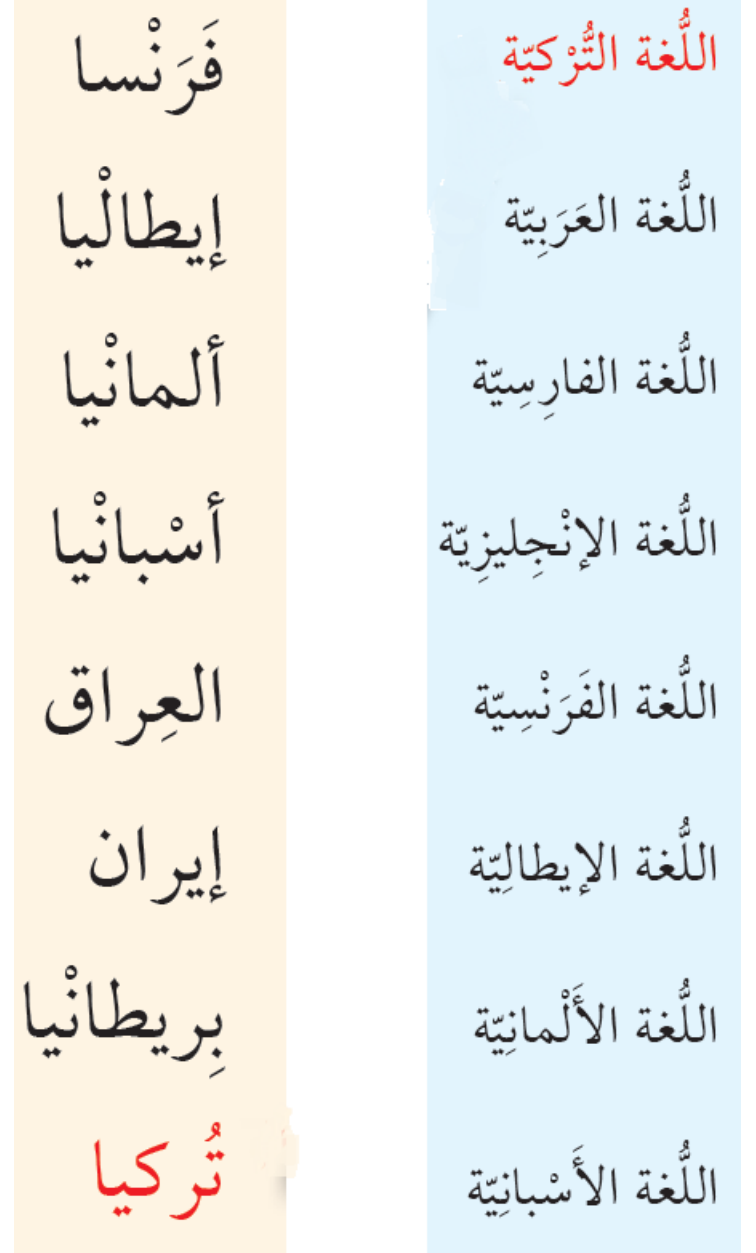 اللُّغة التُّرْكيّة
اللُّغة العَرَبِيّة
اللُّغة الفارِسِيّة
اللُّغة الإنْجِليزِيّة
اللُّغة الفَرَنْسِيّة
اللُّغة الإيطالِيّة
اللُّغة الأَلْمانِيّة
اللُّغة الأَسْبانِيّة
فَرَنْسا
إيطالْيا
ألمانْيا
أسْبانْيا
العِراق
إيران
بِريطانْيا
تُركيا